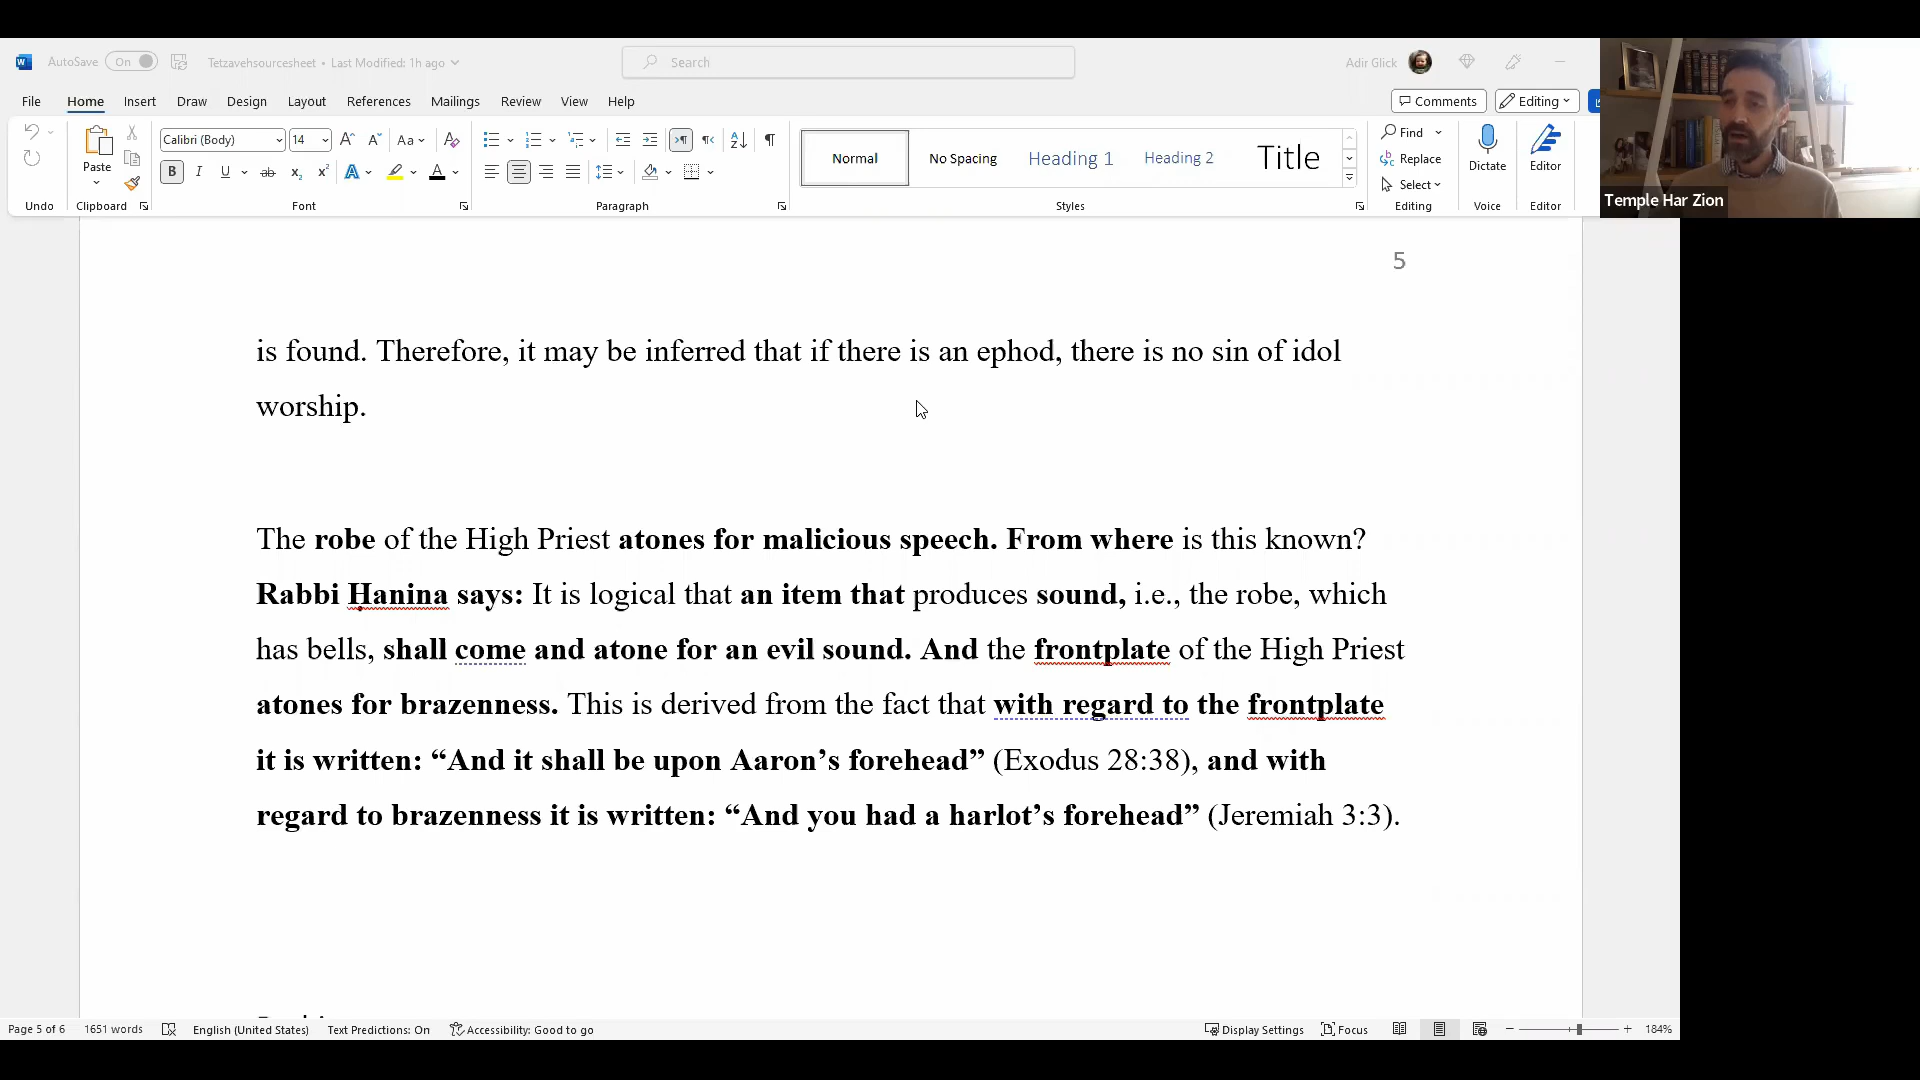 AutoSave On Tetzavehsourcesheet • Last Modified: 1h ago Search Adir Glick
File Home Insert Draw Design Layout References Mailings Review View Help Comments Editing
Calibri (Body) 14 Aa Normal No Spacing Heading 1 Heading 2 Title Find
Paste B I U ab x₂ x² A A Replace Dictate Editor
Select
Undo Clipboard Font Paragraph Styles Editing Voice Editor
Temple Har Zion
5
is found. Therefore, it may be inferred that if there is an ephod, there is no sin of idol
worship.
The robe of the High Priest atones for malicious speech. From where is this known?
Rabbi Ḥanina says: It is logical that an item that produces sound, i.e., the robe, which
has bells, shall come and atone for an evil sound. And the frontplate of the High Priest
atones for brazenness. This is derived from the fact that with regard to the frontplate
it is written: “And it shall be upon Aaron’s forehead” (Exodus 28:38), and with
regard to brazenness it is written: “And you had a harlot’s forehead” (Jeremiah 3:3).
Page 5 of 6 1651 words English (United States) Text Predictions: On Accessibility: Good to go Display Settings Focus 184%